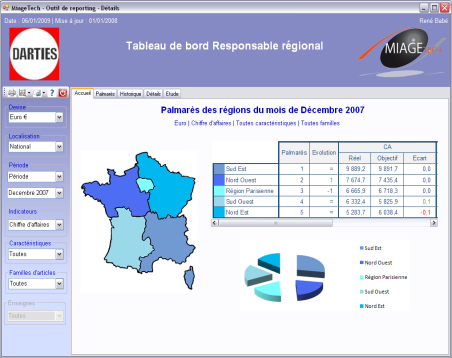 MiageTech - Outil de reporting - Détails
Date : 06/01/2009 | Mise à jour : 01/01/2008
René Babé
DARTIES
Tableau de bord Responsable régional
MIAGE
Accueil
Palmarès
Historique
Détails
Etude
Devise
Euro €
Localisation
National
Période
Période
Décembre 2007
Indicateurs
Chiffre d'affaires
Caractéristiques
Toutes
Familles d'articles
Toutes
Enseignes
Toutes
Palmarès des régions du mois de Décembre 2007
Euro | Chiffre d'affaires | Toutes caractéristiques | Toutes familles
Palmarès Evolution CA
Réel Objectif Ecart
Sud Est 1 = 9 889,2 9 891,7 0,0
Nord Ouest 2 1 7 674,7 7 435,4 0,0
Région Parisienne 3 -1 6 665,9 6 718,3 0,0
Sud Ouest 4 = 6 332,4 5 825,9 0,1
Nord Est 5 = 5 283,7 6 038,4 -0,1
Sud Est
Nord Ouest
Région Parisienne
Sud Ouest
Nord Est